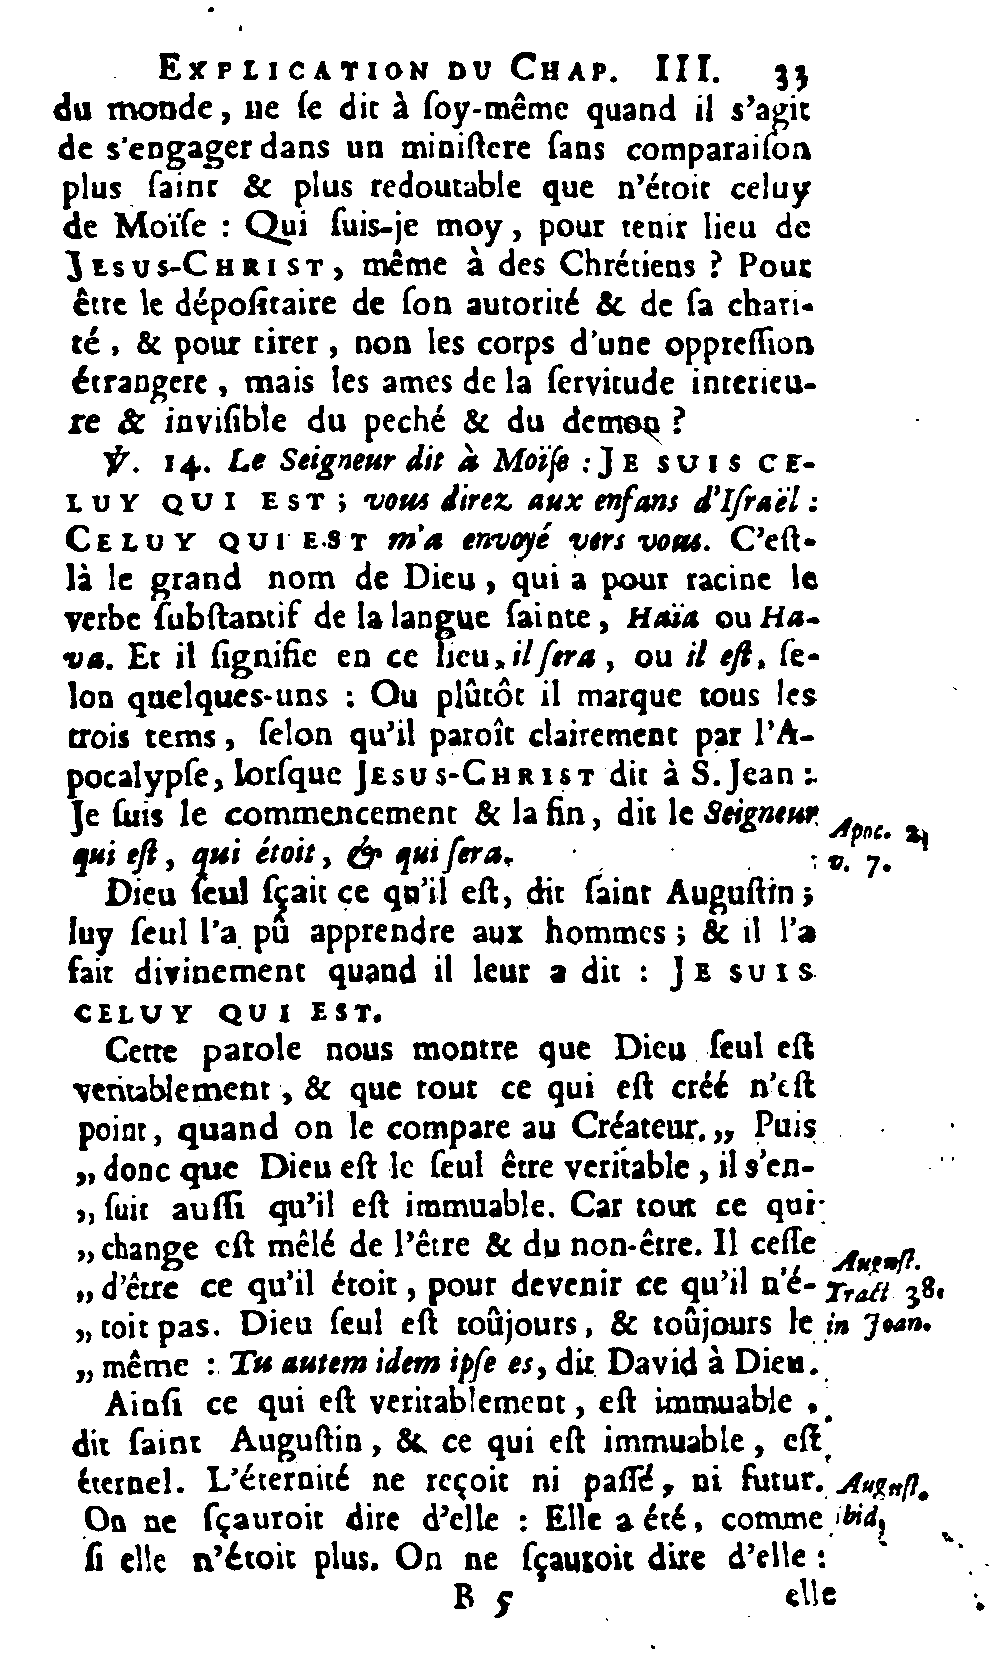 EXPLICATION DU CHAP. III. 33
du monde, ne ſe dit à ſoy-même quand il s'agit
de s'engager dans un miniſtere ſans comparaiſon
plus ſaint & plus redoutable que n'étoit celuy
de Moïſe : Qui ſuis-je moy, pour tenir lieu de
JESUS-CHRIST, même à des Chrétiens ? Pour
être le dépoſitaire de ſon autorité & de ſa chari-
té, & pour tirer, non les corps d'une oppreſſion
étrangere, mais les ames de la ſervitude interieu-
re & inviſible du peché & du demon ?
℣. 14. Le Seigneur dit à Moïſe : JE SUIS CE-
LUY QUI EST ; vous direz aux enfans d'Iſraël :
CELUY QUI EST m'a envoyé vers vous. C'eſt-
là le grand nom de Dieu, qui a pour racine le
verbe ſubſtantif de la langue ſainte, Haïa ou Ha-
va. Et il ſignifie en ce lieu, il ſera, ou il eſt, ſe-
lon quelques-uns : Ou plûtôt il marque tous les
trois tems, ſelon qu'il paroît clairement par l'A-
pocalypſe, lorſque JESUS-CHRIST dit à S. Jean :
Je ſuis le commencement & la fin, dit le Seigneur
qui eſt, qui étoit, & qui ſera.
Apoc.
v. 7.
Dieu ſeul ſçait ce qu'il eſt, dit ſaint Auguſtin ;
luy ſeul l'a pû apprendre aux hommes ; & il l'a
fait divinement quand il leur a dit : JE SUIS
CELUY QUI EST.
Cette parole nous montre que Dieu ſeul eſt
veritablement, & que tout ce qui eſt créé n'eſt
point, quand on le compare au Créateur. „ Puis
„ donc que Dieu eſt le ſeul être veritable, il s'en-
„ ſuit auſſi qu'il eſt immuable. Car tout ce qui
„ change eſt mêlé de l'être & du non-être. Il ceſſe
„ d'être ce qu'il étoit, pour devenir ce qu'il n'é-
„ toit pas. Dieu ſeul eſt toûjours, & toûjours le
„ même : Tu autem idem ipſe es, dit David à Dieu.
Auguſt.
Tract 38.
in Joan.
Ainſi ce qui eſt veritablement, eſt immuable,
dit ſaint Auguſtin, & ce qui eſt immuable, eſt
éternel. L'éternité ne reçoit ni paſſé, ni futur.
On ne ſçauroit dire d'elle : Elle a été, comme
ſi elle n'étoit plus. On ne ſçauroit dire d'elle :
Auguſt.
ibid,
B 5 elle